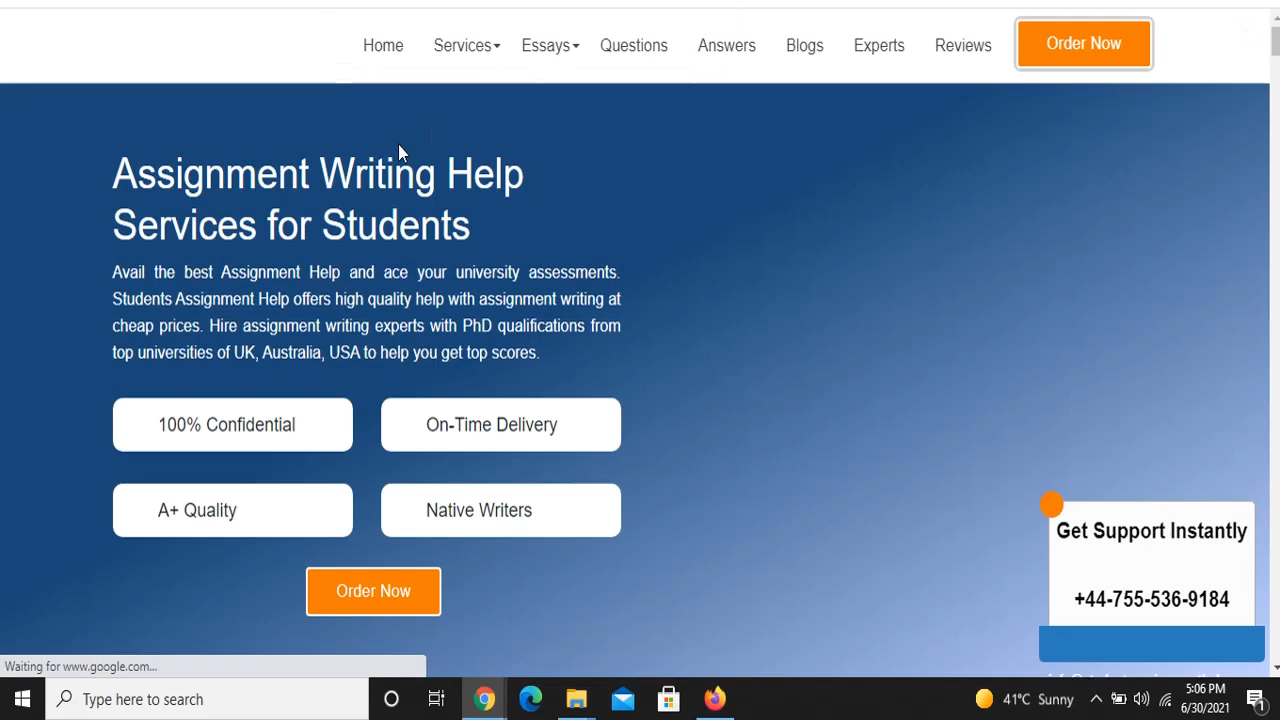 Home Services Essays Questions Answers Blogs Experts Reviews Order Now
Assignment Writing Help
Services for Students
Avail the best Assignment Help and ace your university assessments.
Students Assignment Help offers high quality help with assignment writing at
cheap prices. Hire assignment writing experts with PhD qualifications from
top universities of UK, Australia, USA to help you get top scores.
100% Confidential
On-Time Delivery
A+ Quality
Native Writers
Order Now
Get Support Instantly
+44-755-536-9184
Waiting for www.google.com...
Type here to search
41°C Sunny
5:06 PM
6/30/2021
1